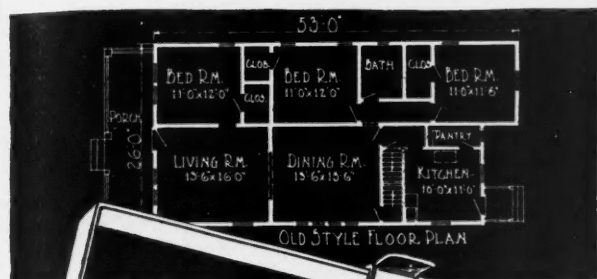 53'-0"
CLOS.
BED RM. BED RM. BATH CLOS. BED RM.
11'-0"x12'0" 11'-0"x12'0" 11'-0"x11'-6"
CLOS.
PORCH
26'-0"
PANTRY
LIVING RM. DINING RM. KITCHEN
13'-6"x16'0" 13'-6"x13'-6" 10'-0"x11'-0"
OLD STYLE FLOOR PLAN